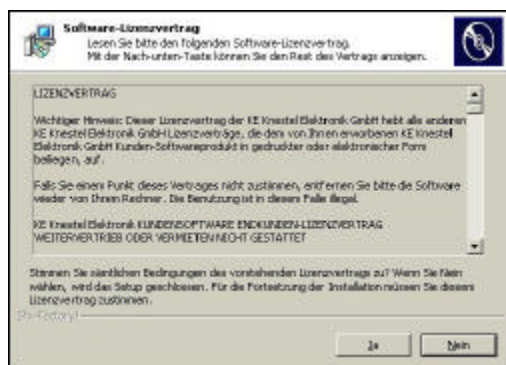 Software-Lizenzvertrag
Lesen Sie bitte den folgenden Software-Lizenzvertrag.
Mit der Nach-unten-Taste können Sie den Rest des Vertrags anzeigen.
LIZENZVERTRAG
Wichtiger Hinweis: Dieser Lizenzvertrag der KE Knestel Elektronik GmbH hebt alle anderen
KE Knestel Elektronik GmbH Lizenzverträge, die dem von Ihnen erworbenen KE Knestel
Elektronik GmbH Kunden-Softwareprodukt in gedruckter oder elektronischer Form
beiliegen, auf.
Falls Sie einem Punkt dieses Vertrages nicht zustimmen, entfernen Sie bitte die Software
wieder von Ihrem Rechner. Die Benutzung ist in diesem Falle illegal.
KE Knestel Elektronik KUNDENSOFTWARE ENDKUNDEN-LIZENZVERTRAG
WEITERVERTRIEB ODER VERMIETEN NICHT GESTATTET
Stimmen Sie sämtlichen Bedingungen des vorstehenden Lizenzvertrags zu? Wenn Sie Nein
wählen, wird das Setup geschlossen. Für die Fortsetzung der Installation müssen Sie diesem
Lizenzvertrag zustimmen.
Ja
Nein